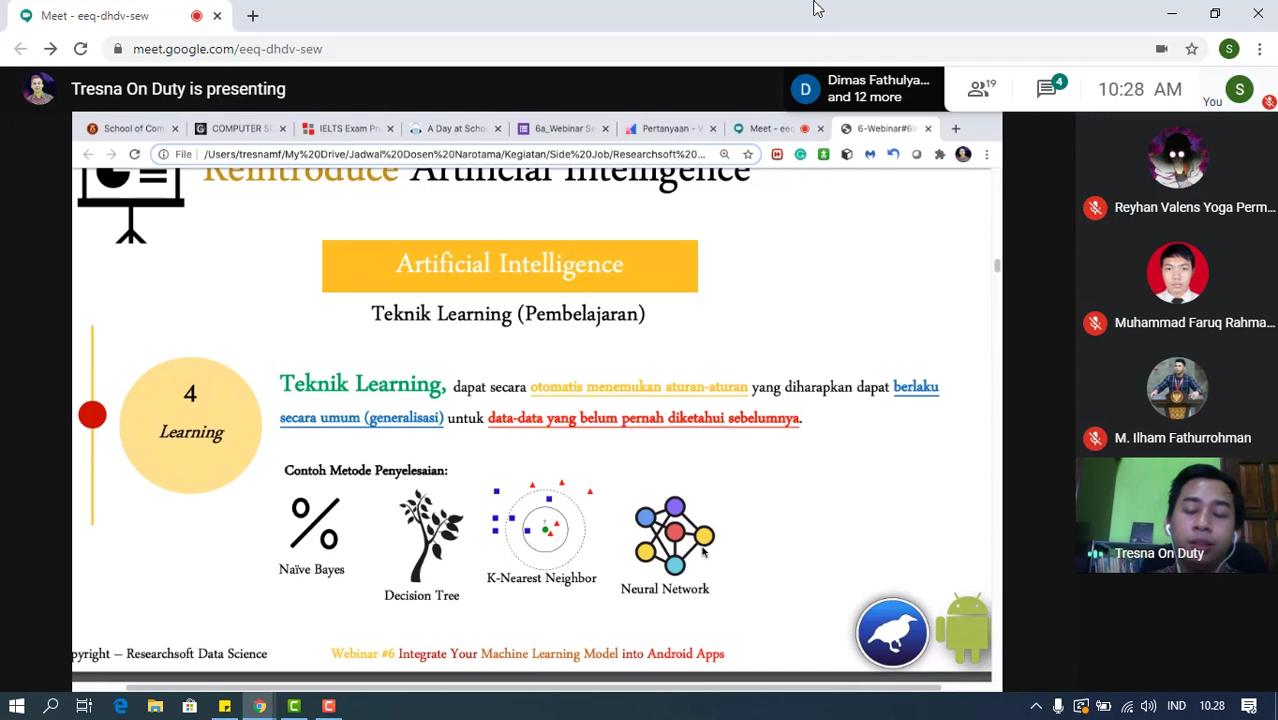 Meet - eeq-dhdv-sew
meet.google.com/eeq-dhdv-sew
S
Tresna On Duty is presenting
D
Dimas Fathulya...
and 12 more
19
4
10:28 AM
You
S
School of Com
COMPUTER S
IELTS Exam Pr
A Day at Scho
6a_Webinar Se
Pertanyaan - W
Meet - eeq
6-Webinar#6In
File
/Users/tresnamf/My%20Drive/Jadwal%20Dosen%20Narotama/Kegiatan/Side%20Job/Researchsoft%20...
Reintroduce Artificial Intelligence
Artificial Intelligence
Teknik Learning (Pembelajaran)
4
Learning
Teknik Learning, dapat secara otomatis menemukan aturan-aturan yang diharapkan dapat berlaku
secara umum (generalisasi) untuk data-data yang belum pernah diketahui sebelumnya.
Contoh Metode Penyelesaian:
%
?
Naïve Bayes
Decision Tree
K-Nearest Neighbor
Neural Network
pyright – Researchsoft Data Science
Webinar #6 Integrate Your Machine Learning Model into Android Apps
Reyhan Valens Yoga Perm...
Muhammad Faruq Rahma...
M. Ilham Fathurrohman
Tresna On Duty
IND
10.28